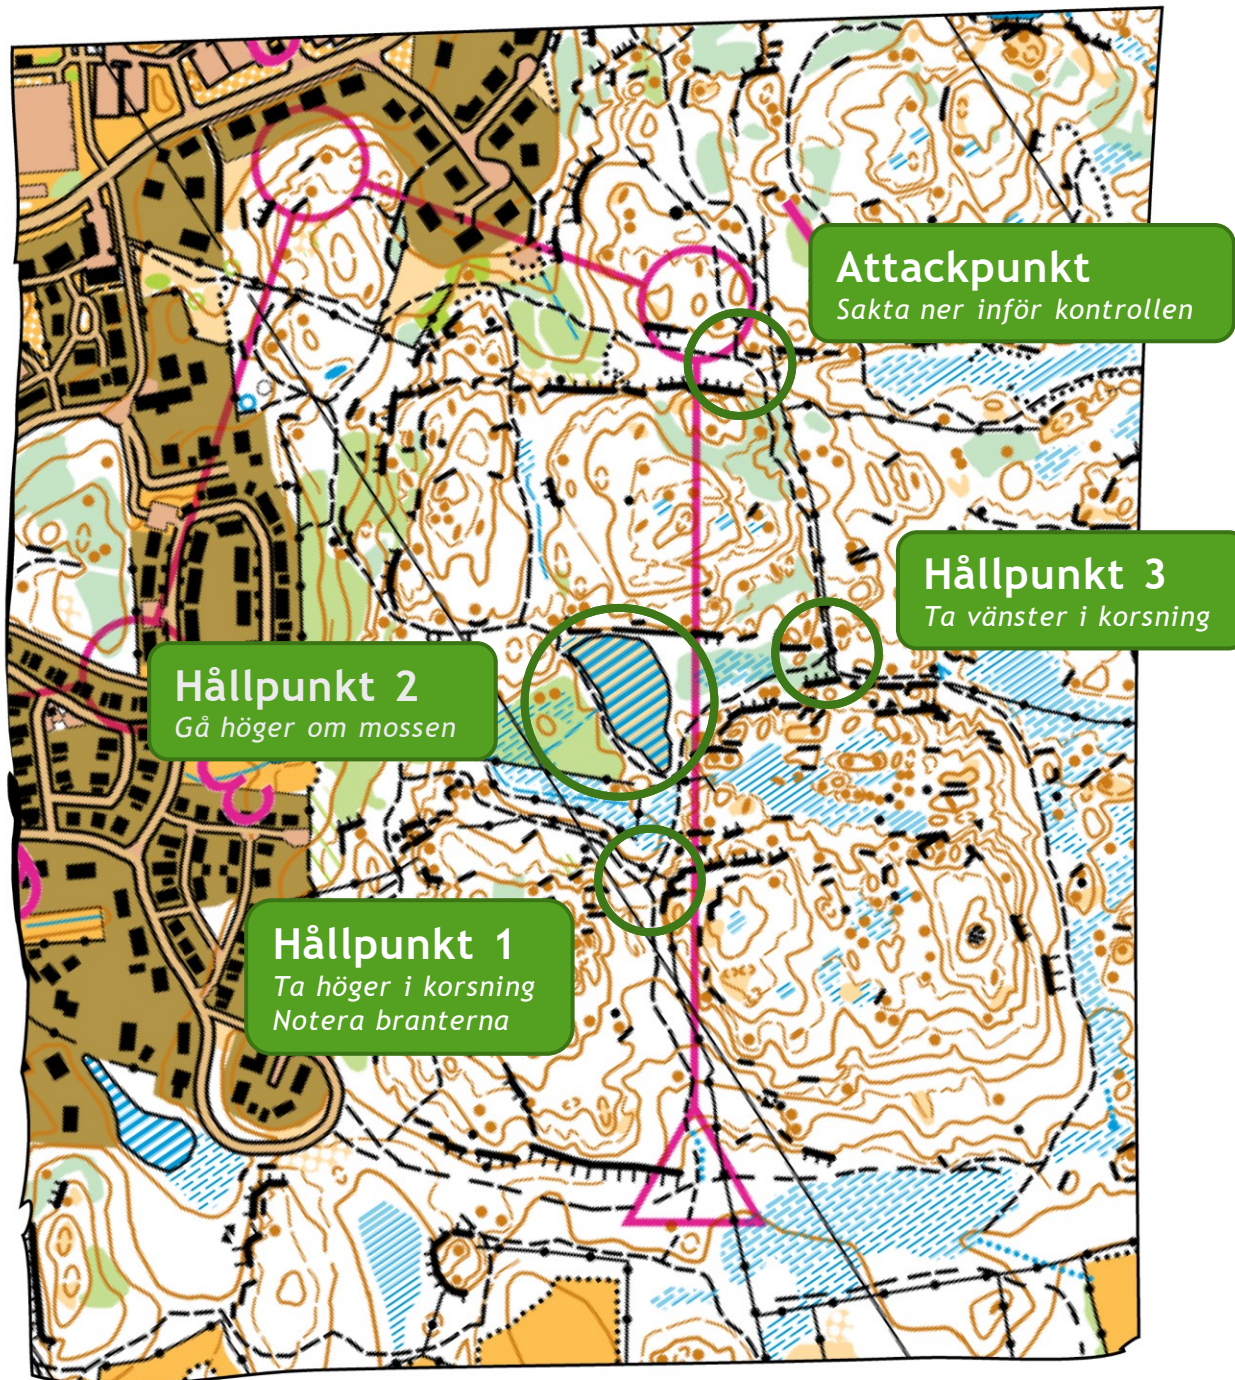 Attackpunkt
Sakta ner inför kontrollen
Hållpunkt 3
Ta vänster i korsning
Hållpunkt 2
Gå höger om mossen
Hållpunkt 1
Ta höger i korsning
Notera branterna